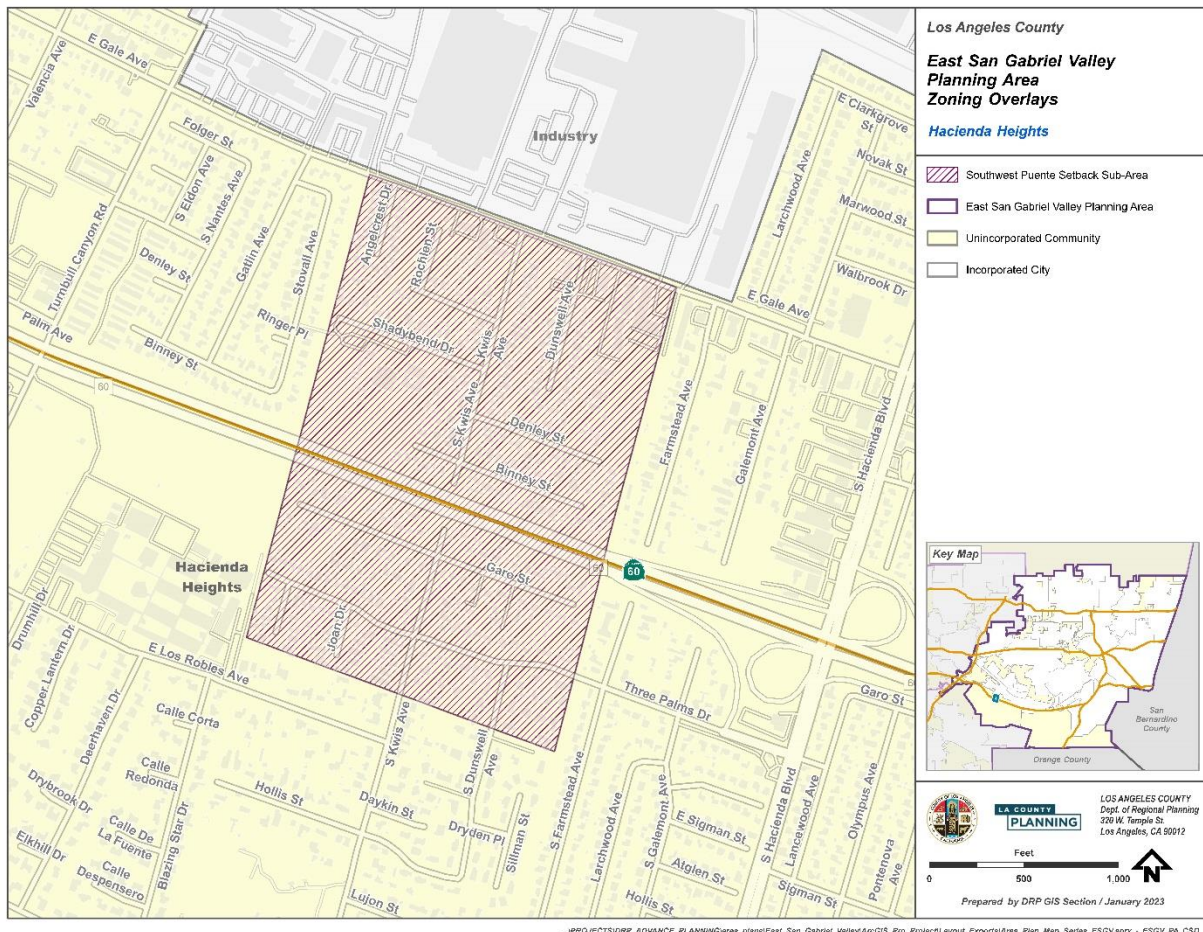 Los Angeles County
East San Gabriel Valley
Planning Area
Zoning Overlays
Hacienda Heights
Southwest Puente Setback Sub-Area
East San Gabriel Valley Planning Area
Unincorporated Community
Incorporated City
Key Map
San
Bernardino
County
Orange County
LA COUNTY
PLANNING
LOS ANGELES COUNTY
Dept. of Regional Planning
320 W. Temple St.
Los Angeles, CA 90012
Feet
0 500 1,000
N
Prepared by DRP GIS Section / January 2023
Valencia Ave
E Gale Ave
Folger St
S Eldon Ave
S Nantes Ave
Turnbull Canyon Rd
Denley St
Gatlin Ave
Stovall Ave
Ringer Pl
Palm Ave
Binney St
60
Industry
Angelcrest Dr
Rochlen St
Shadybend Dr
Kwis
Ave
Dunswell Ave
S Kwis Ave
Denley St
Binney St
Larchwood Ave
E Clarkgrove
St
Novak St
Marwood St
Walbrook Dr
E Gale Ave
Farmstead Ave
Galemont Ave
S Hacienda Blvd
60
60
Hacienda
Heights
Garo St
Joan Dr
Drumhill Dr
Copper Lantern Dr
E Los Robles Ave
Deerhaven Dr
Calle Corta
Calle
Redonda
Drybrook Dr
Calle De
La Fuente
Elkhill Dr
Calle
Despensero
Blazing Star Dr
Hollis St
Daykin St
S Kwis Ave
S Dunswell
Ave
Dryden Pl
Sillman St
Lujon St
S Farmstead Ave
Three Palms Dr
Garo St
Larchwood Ave
S Galemont Ave
E Sigman St
Atglen St
Hollis St
S Hacienda Blvd
Lancewood Ave
Olympus Ave
Pontenova
Ave
Sigman St